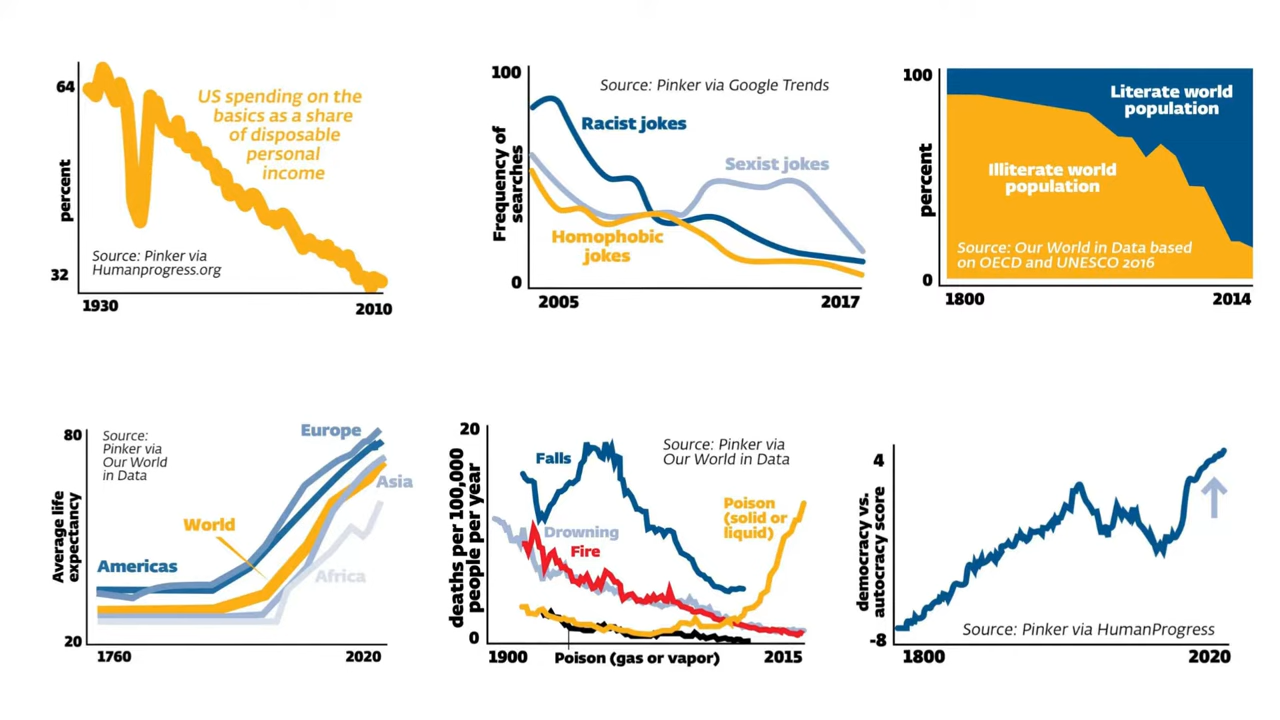 64
32
percent
US spending on the
basics as a share
of disposable
personal
income
Source: Pinker via
Humanprogress.org
1930
2010
100
0
Frequency of
searches
Source: Pinker via Google Trends
Racist jokes
Sexist jokes
Homophobic
jokes
2005
2017
100
0
percent
Literate world
population
Illiterate world
population
Source: Our World in Data based
on OECD and UNESCO 2016
1800
2014
80
20
Average life
expectancy
Source:
Pinker via
Our World
in Data
Europe
Asia
World
Americas
Africa
1760
2020
20
0
deaths per 100,000
people per year
Source: Pinker via
Our World in Data
Falls
Poison
(solid or
liquid)
Drowning
Fire
1900
Poison (gas or vapor)
2015
4
-8
democracy vs.
autocracy score
Source: Pinker via HumanProgress
1800
2020